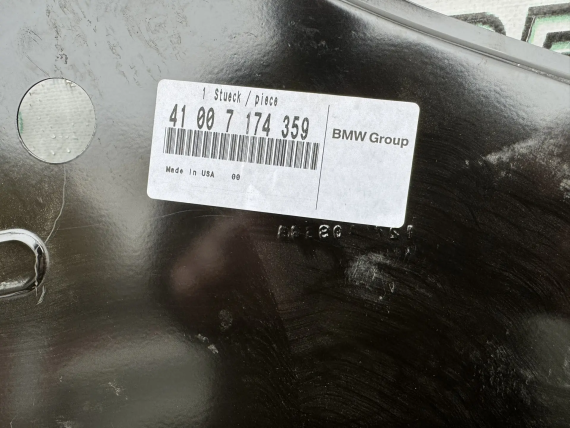 1 Stueck / piece
41 00 7 174 359
BMW Group
Made in USA 00